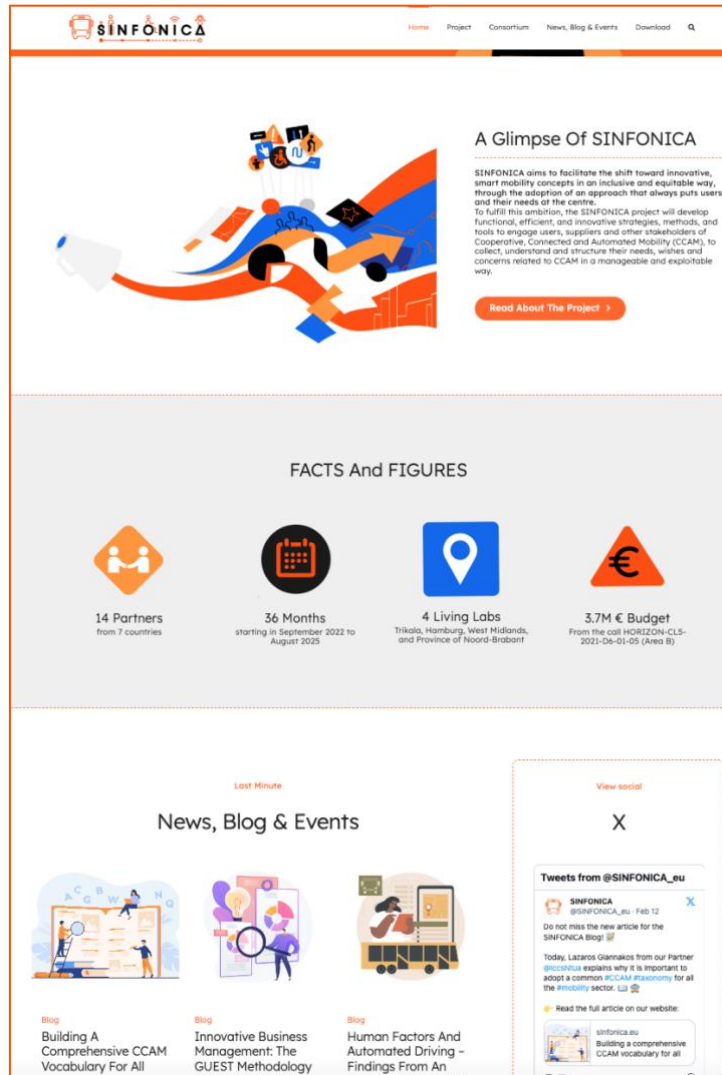 SINFONICA
Home Project Consortium News, Blog & Events Download
A Glimpse Of SINFONICA
SINFONICA aims to facilitate the shift toward innovative,
smart mobility concepts in an inclusive and equitable way,
through the adoption of an approach that always puts users
and their needs at the centre.
To fulfill this ambition, the SINFONICA project will develop
functional, efficient, and innovative strategies, methods, and
tools to engage users, suppliers and other stakeholders of
Cooperative, Connected and Automated Mobility (CCAM), to
collect, understand and structure their needs, wishes and
concerns related to CCAM in a manageable and exploitable
way.
Read About The Project >
FACTS And FIGURES
14 Partners
from 7 countries
36 Months
starting in September 2022 to
August 2025
4 Living Labs
Trikala, Hamburg, West Midlands,
and Province of Noord-Brabant
€
3.7M € Budget
From the call HORIZON-CL5-
2021-D6-01-05 (Area B)
Last Minute
News, Blog & Events
A C B W N Q
G
Blog
Building A
Comprehensive CCAM
Vocabulary For All
Blog
Innovative Business
Management: The
GUEST Methodology
Blog
Human Factors And
Automated Driving –
Findings From An
View social
X
Tweets from @SINFONICA_eu
SINFONICA
@SINFONICA_eu · Feb 12
Do not miss the new article for the
SINFONICA Blog!
Today, Lazaros Giannakos from our Partner
@iccsNtua explains why it is important to
adopt a common #CCAM #taxonomy for all
the #mobility sector.
Read the full article on our website:
sinfonica.eu
Building a comprehensive
CCAM vocabulary for all